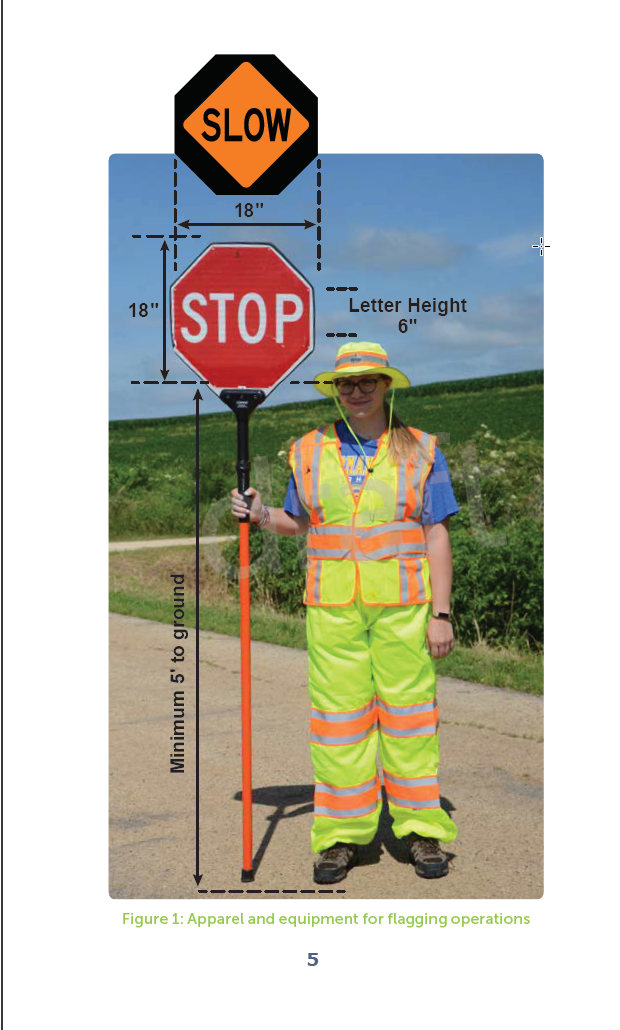 SLOW
18"
18"
STOP
Letter Height
6"
Minimum 5' to ground
Figure 1: Apparel and equipment for flagging operations
5